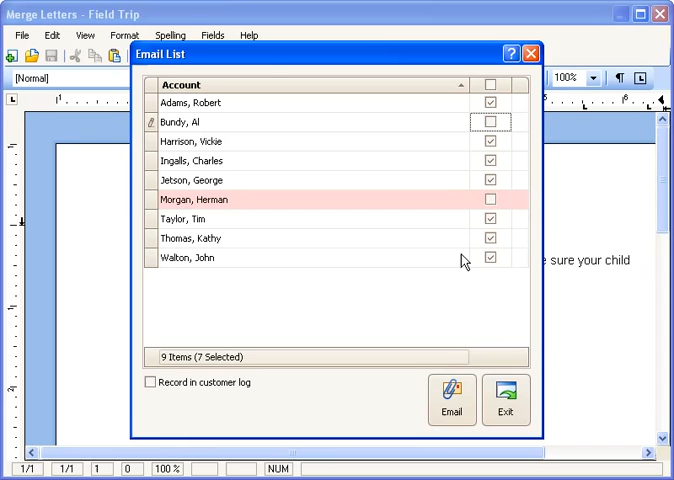 Merge Letters - Field Trip
File Edit View Format Spelling Fields Help
[Normal]
100%
Email List
Account
Adams, Robert
Bundy, Al
Harrison, Vickie
Ingalls, Charles
Jetson, George
Morgan, Herman
Taylor, Tim
Thomas, Kathy
Walton, John
sure your child
9 Items (7 Selected)
Record in customer log
Email Exit
1/1 1/1 1 0 100 % NUM